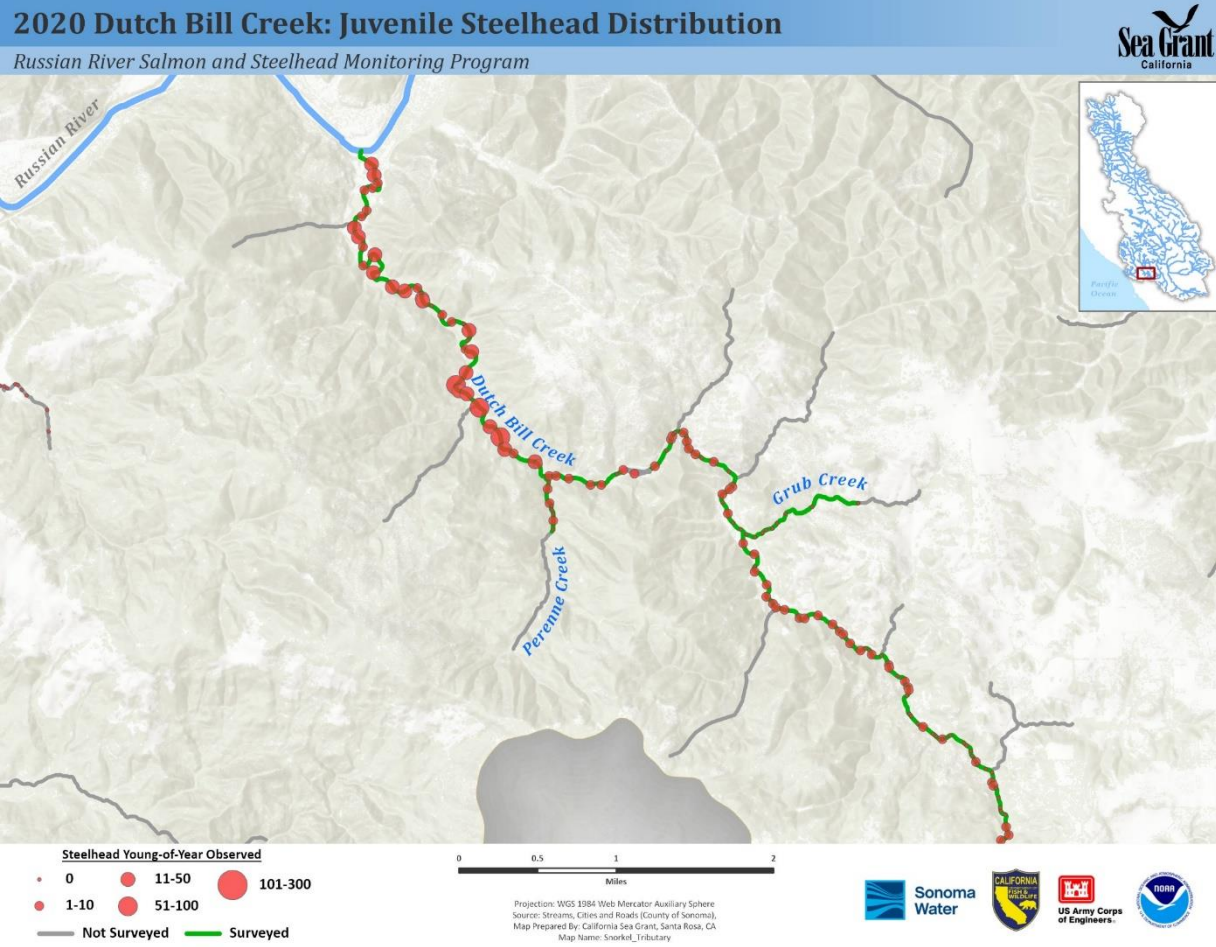 2020 Dutch Bill Creek: Juvenile Steelhead Distribution
Russian River Salmon and Steelhead Monitoring Program
Sea Grant
California
Russian River
Pacific
Ocean
Dutch Bill Creek
Grub Creek
Perenne Creek
Steelhead Young-of-Year Observed
0
11-50
101-300
1-10
51-100
Not Surveyed
Surveyed
0 0.5 1 2
Miles
Projection: WGS 1984 Web Mercator Auxiliary Sphere
Source: Streams, Cities and Roads (County of Sonoma),
Map Prepared By: California Sea Grant, Santa Rosa, CA
Map Name: Snorkel_Tributary
Sonoma
Water
CALIFORNIA
FISH &
WILDLIFE
US Army Corps
of Engineers
NOAA